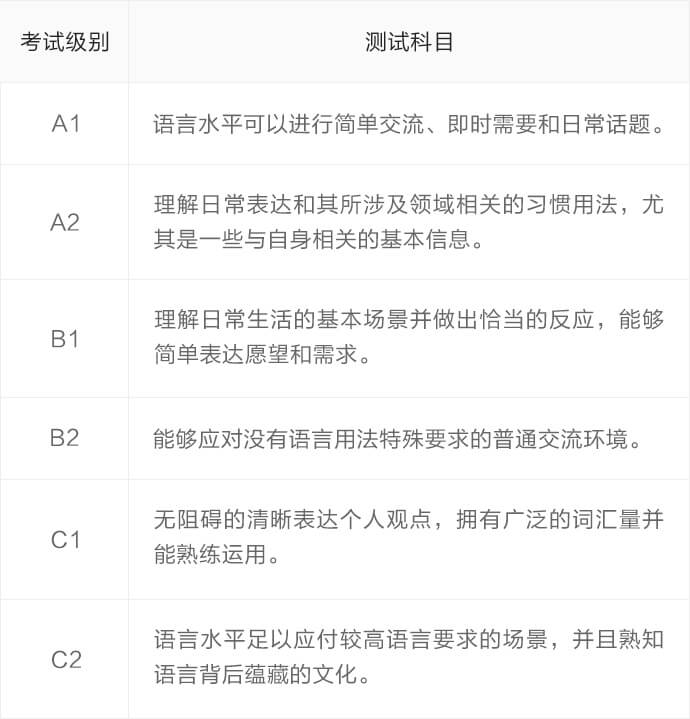 考试级别
测试科目
A1
语言水平可以进行简单交流、即时需要和日常话题。
A2
理解日常表达和其所涉及领域相关的习惯用法，尤
其是一些与自身相关的基本信息。
B1
理解日常生活的基本场景并做出恰当的反应，能够
简单表达愿望和需求。
B2
能够应对没有语言用法特殊要求的普通交流环境。
C1
无阻碍的清晰表达个人观点，拥有广泛的词汇量并
能熟练运用。
C2
语言水平足以应付较高语言要求的场景，并且熟知
语言背后蕴藏的文化。